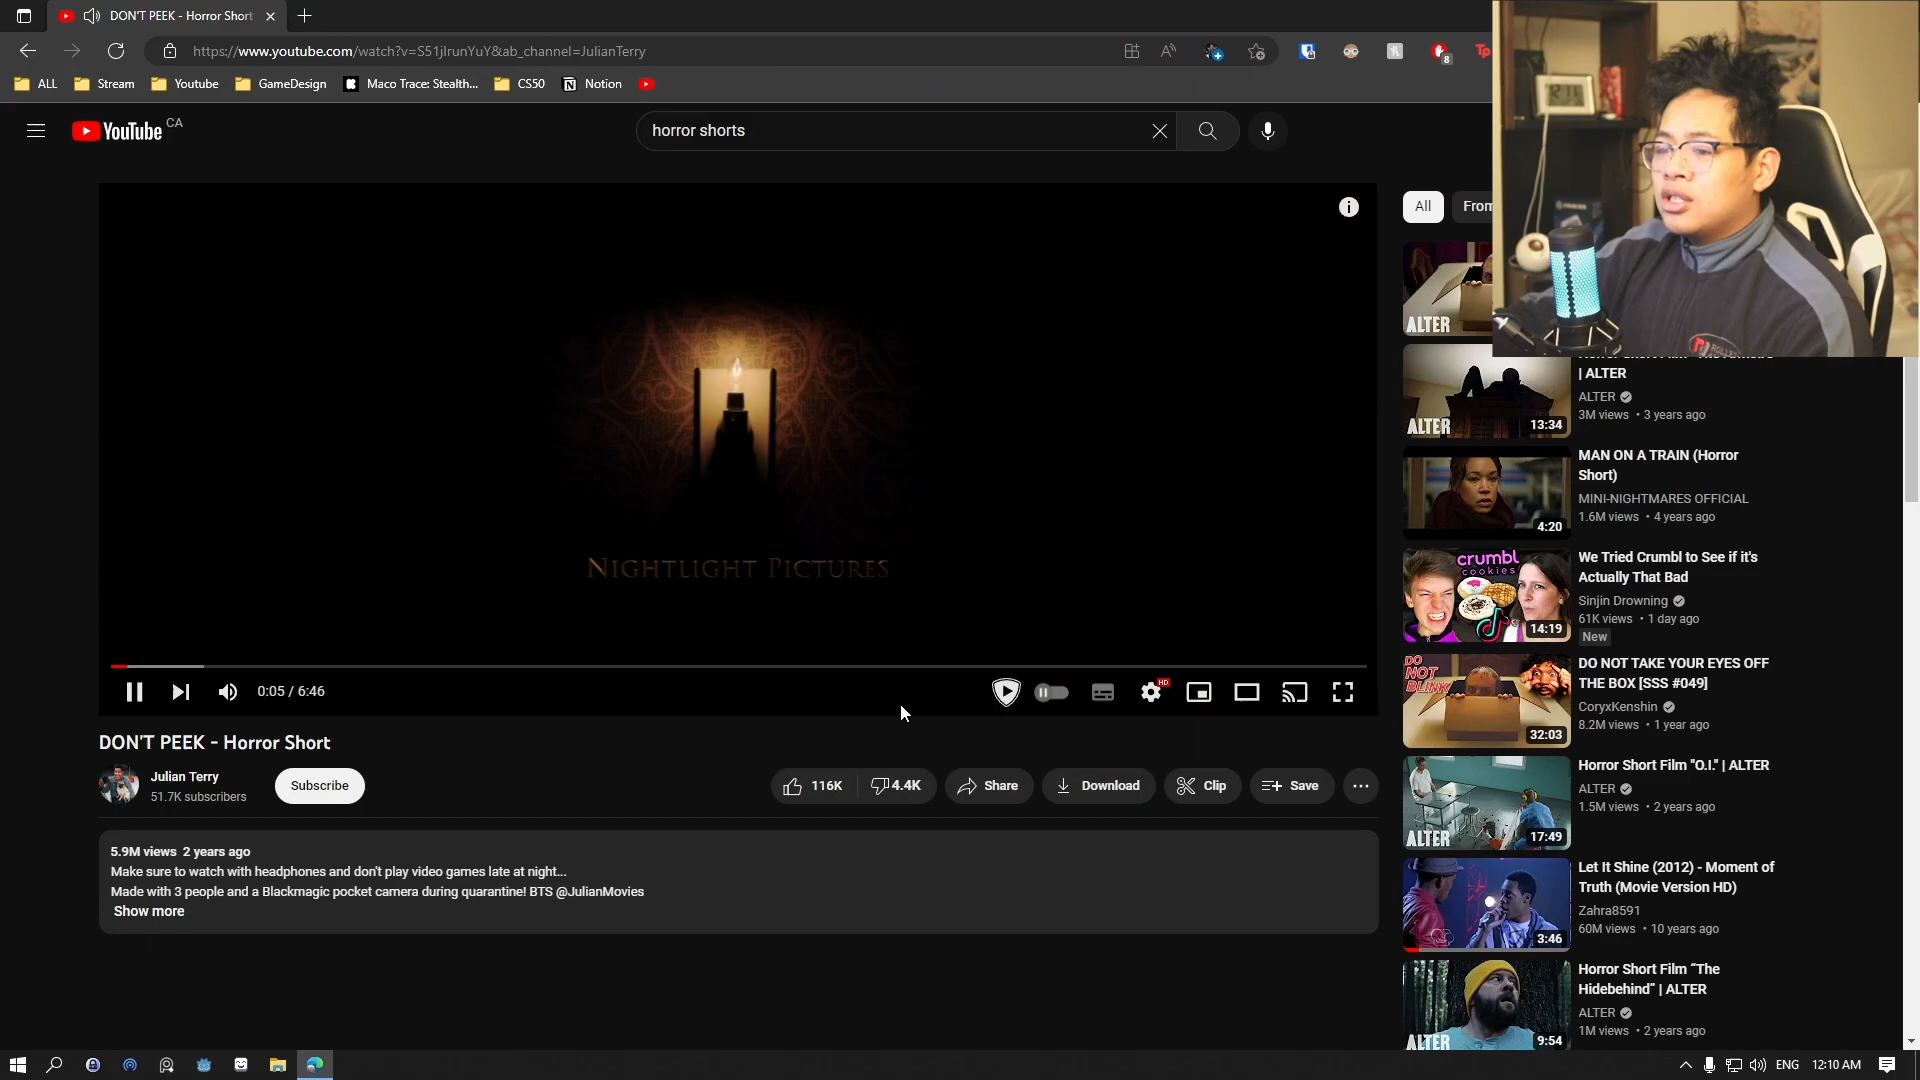 DON'T PEEK - Horror Short
https://www.youtube.com/watch?v=S51jIrunYuY&ab_channel=JulianTerry
8
ALL
Stream
Youtube
GameDesign
Maco Trace: Stealth...
CS50
Notion
YouTube CA
horror shorts
All
From
NIGHTLIGHT PICTURES
0:05 / 6:46
HD
DON'T PEEK - Horror Short
Julian Terry
51.7K subscribers
Subscribe
116K
4.4K
Share
Download
Clip
Save
5.9M views 2 years ago
Make sure to watch with headphones and don't play video games late at night...
Made with 3 people and a Blackmagic pocket camera during quarantine! BTS @JulianMovies
Show more
ALTER
| ALTER
ALTER
3M views • 3 years ago
ALTER
13:34
MAN ON A TRAIN (Horror
Short)
MINI-NIGHTMARES OFFICIAL
1.6M views • 4 years ago
4:20
We Tried Crumbl to See if it's
Actually That Bad
Sinjin Drowning
61K views • 1 day ago
New
crumbl
cookies
14:19
DO NOT TAKE YOUR EYES OFF
THE BOX [SSS #049]
CoryxKenshin
8.2M views • 1 year ago
DO
NOT
BLINK
32:03
Horror Short Film "O.I." | ALTER
ALTER
1.5M views • 2 years ago
ALTER
17:49
Let It Shine (2012) - Moment of
Truth (Movie Version HD)
Zahra8591
60M views • 10 years ago
3:46
Horror Short Film “The
Hidebehind” | ALTER
ALTER
1M views • 2 years ago
ALTER
9:54
ENG
12:10 AM